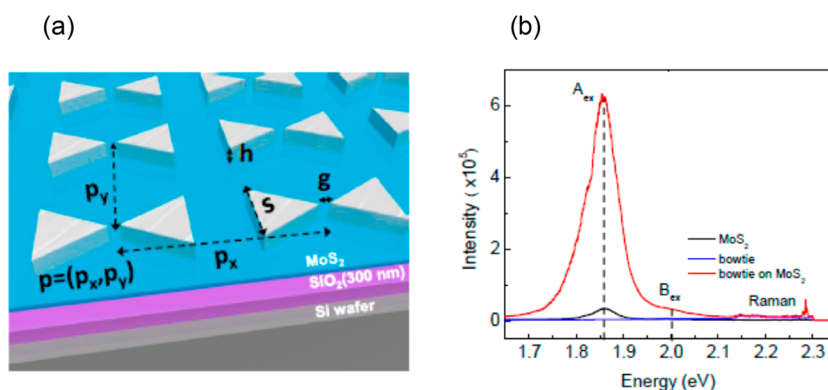 (a)
(b)
h
g
p_y
s
p_x
p=(p_x,p_y)
MoS_2
SiO_2(300 nm)
Si wafer
Intensity ( x10^5)
6
4
2
0
A_ex
B_ex
MoS_2
bowtie
bowtie on MoS_2
Raman
1.7 1.8 1.9 2.0 2.1 2.2 2.3
Energy (eV)